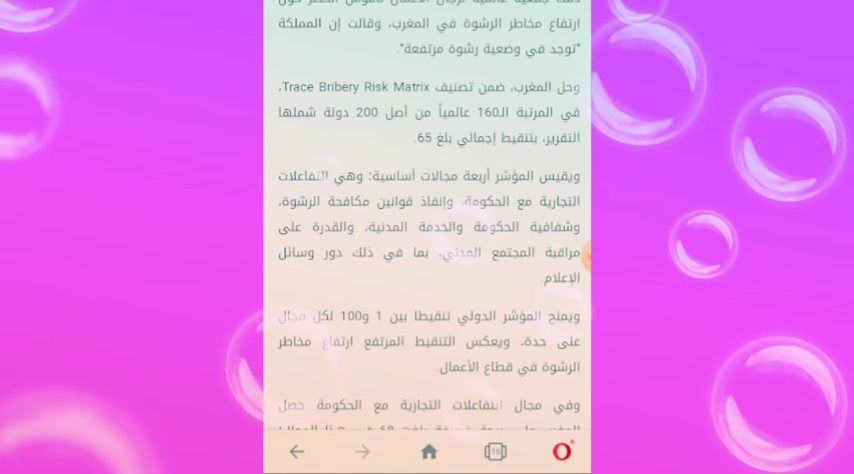 ارتفاع مخاطر الرشوة في المغرب، وقالت إن المملكة
"توجد في وضعية رشوة مرتفعة".
وحل المغرب، ضمن تصنيف Trace Bribery Risk Matrix،
في المرتبة الـ160 عالمياً من أصل 200 دولة شملها
التقرير، بتنقيط إجمالي بلغ 65.
ويقيس المؤشر أربعة مجالات أساسية؛ وهي التفاعلات
التجارية مع الحكومة، وإنفاذ قوانين مكافحة الرشوة،
وشفافية الحكومة والخدمة المدنية، والقدرة على
مراقبة المجتمع المدني، بما في ذلك دور وسائل
الإعلام.
ويمنح المؤشر الدولي تنقيطا بين 1 و100 لكل مجال
على حدة، ويعكس التنقيط المرتفع ارتفاع مخاطر
الرشوة في قطاع الأعمال.
وفي مجال التفاعلات التجارية مع الحكومة حصل
15